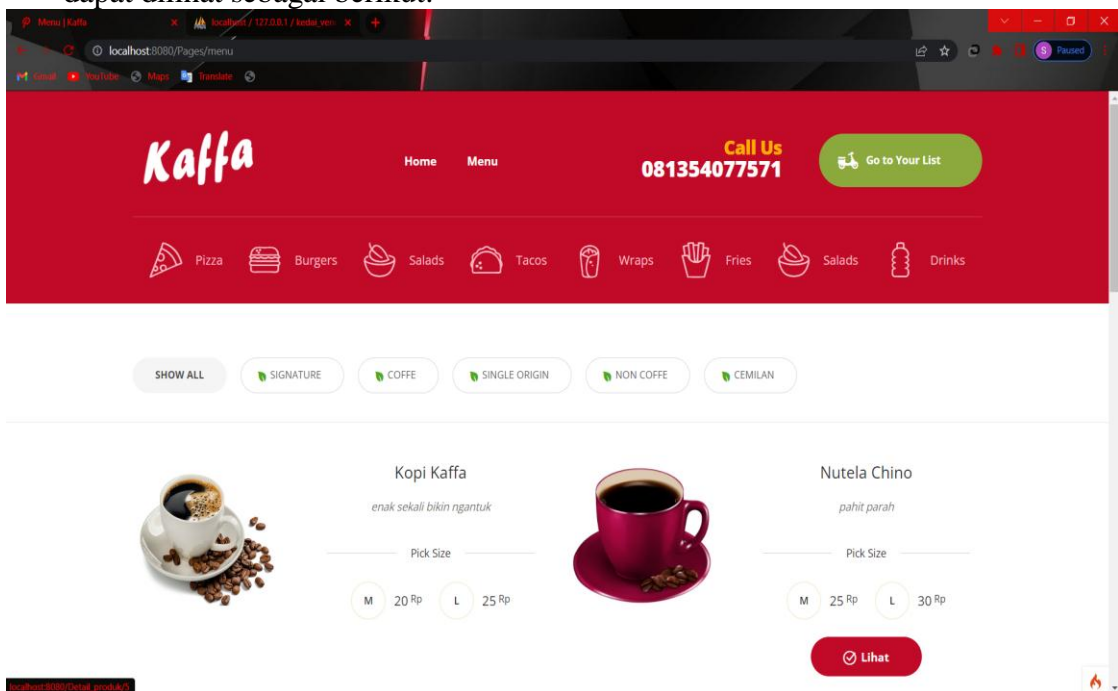 dapat dilihat sebagai berikut:
Menu | Kaffa
localhost / 127.0.0.1 / kedai_ven
localhost:8080/Pages/menu
S Paused
Gmail YouTube Maps Translate
Kaffa
Home Menu
Call Us
081354077571
Go to Your List
Pizza Burgers Salads Tacos Wraps Fries Salads Drinks
SHOW ALL SIGNATURE COFFE SINGLE ORIGIN NON COFFE CEMILAN
Kopi Kaffa
enak sekali bikin ngantuk
Pick Size
M 20 Rp L 25 Rp
Nutela Chino
pahit parah
Pick Size
M 25 Rp L 30 Rp
Lihat
localhost:8080/Detail_produk/5